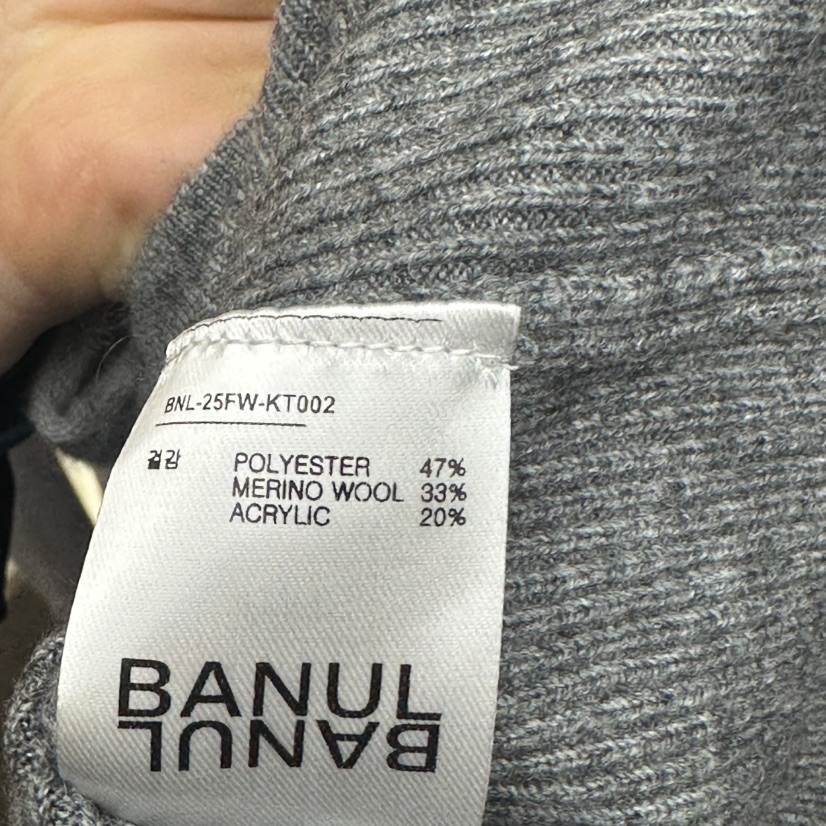 BNL-25FW-KT002
겉감 POLYESTER 47%
MERINO WOOL 33%
ACRYLIC 20%
BANUL
BANUL